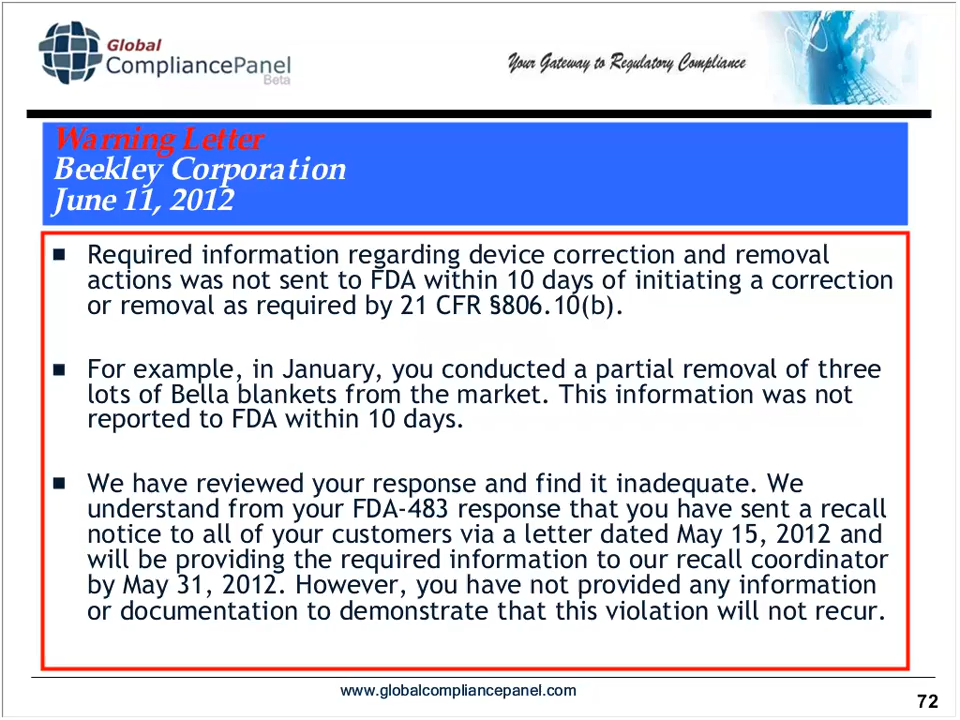 Global
CompliancePanel
Beta
Your Gateway to Regulatory Compliance
Warning Letter
Beekley Corporation
June 11, 2012
■ Required information regarding device correction and removal
actions was not sent to FDA within 10 days of initiating a correction
or removal as required by 21 CFR §806.10(b).
■ For example, in January, you conducted a partial removal of three
lots of Bella blankets from the market. This information was not
reported to FDA within 10 days.
■ We have reviewed your response and find it inadequate. We
understand from your FDA-483 response that you have sent a recall
notice to all of your customers via a letter dated May 15, 2012 and
will be providing the required information to our recall coordinator
by May 31, 2012. However, you have not provided any information
or documentation to demonstrate that this violation will not recur.
www.globalcompliancepanel.com
72